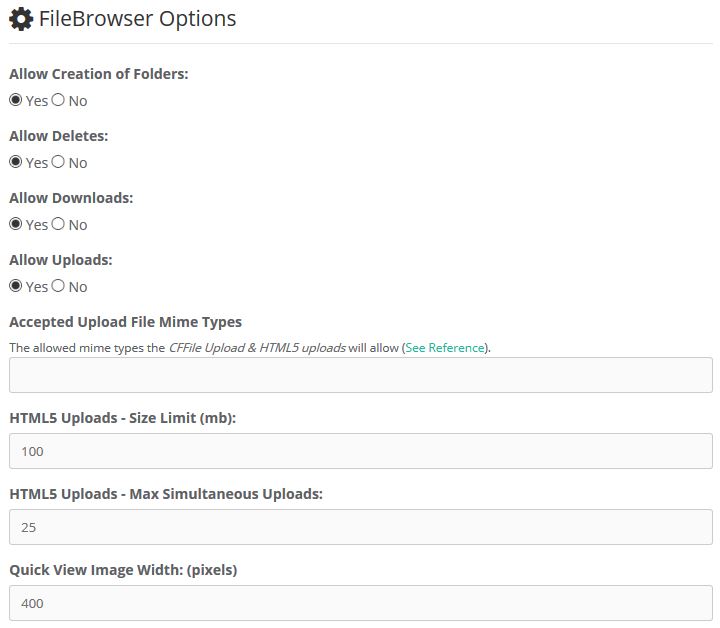 FileBrowser Options
Allow Creation of Folders:
Yes No
Allow Deletes:
Yes No
Allow Downloads:
Yes No
Allow Uploads:
Yes No
Accepted Upload File Mime Types
The allowed mime types the CFFile Upload & HTML5 uploads will allow (See Reference).
HTML5 Uploads - Size Limit (mb):
100
HTML5 Uploads - Max Simultaneous Uploads:
25
Quick View Image Width: (pixels)
400